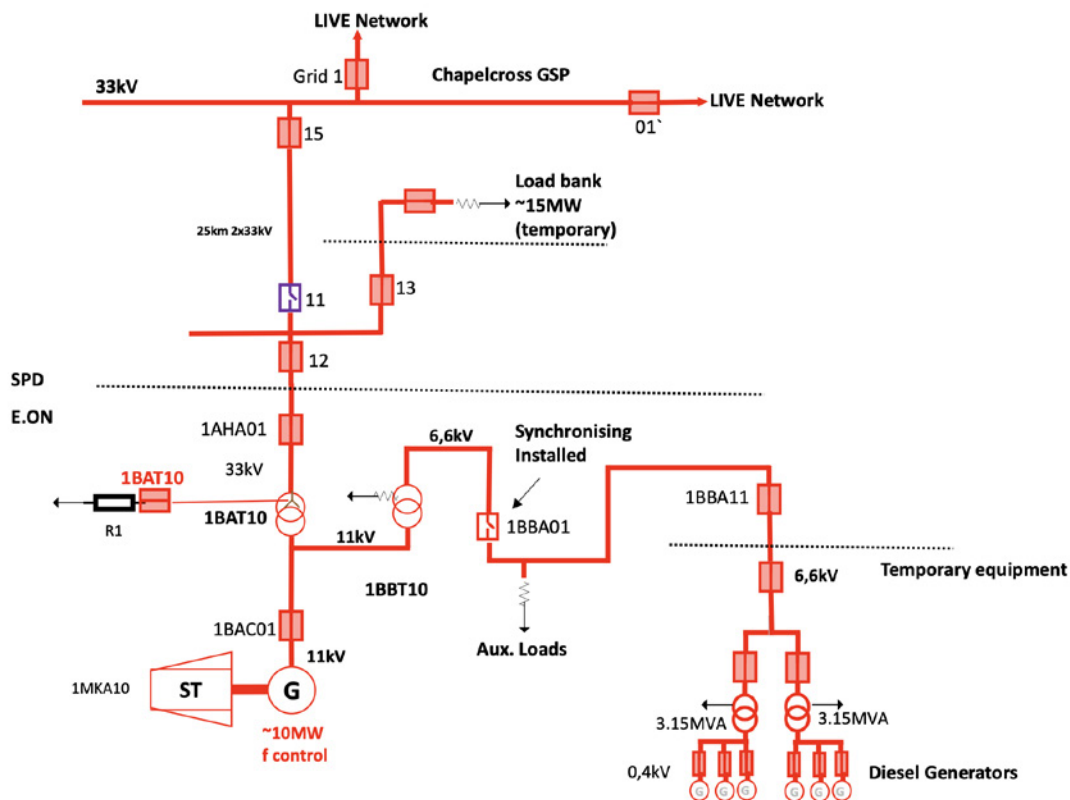 LIVE Network
Grid 1
Chapelcross GSP
33kV
LIVE Network
01`
15
Load bank
~15MW
(temporary)
25km 2x33kV
11
13
12
SPD
E.ON
1AHA01
33kV
1BAT10
R1
1BAT10
6,6kV
Synchronising
Installed
1BBA01
1BBA11
11kV
1BBT10
6,6kV
Temporary equipment
Aux. Loads
1BAC01
11kV
1MKA10
ST
G
~10MW
f control
3.15MVA
3.15MVA
0,4kV
Diesel Generators
G
G
G
G
G
G